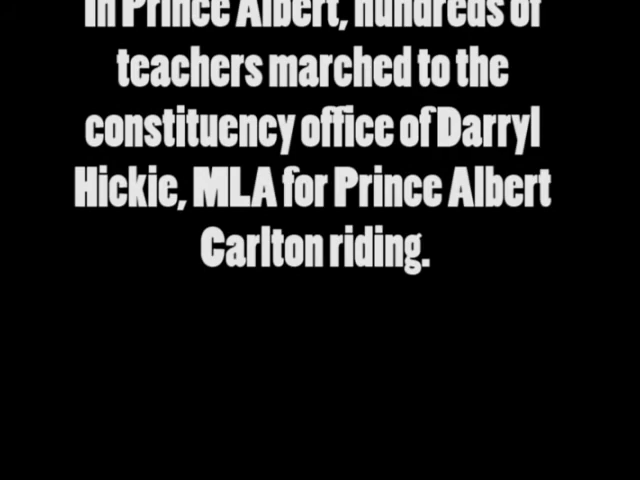 In Prince Albert, hundreds of
teachers marched to the
constituency office of Darryl
Hickie, MLA for Prince Albert
Carlton riding.